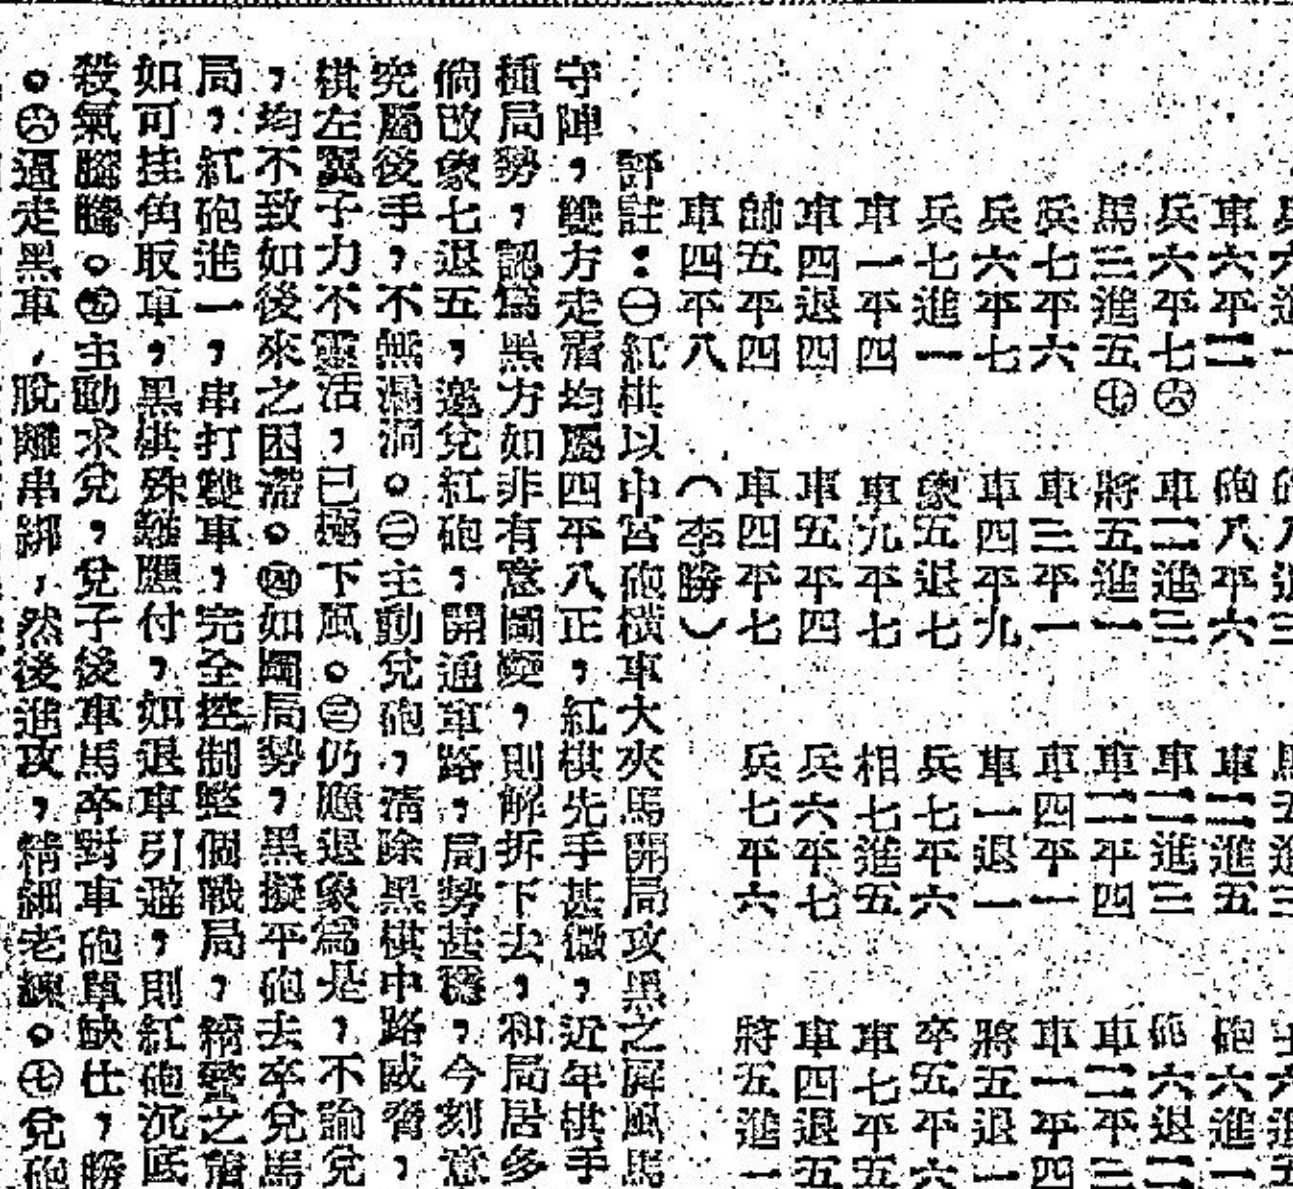 車六平二 砲八平六 車二進五 砲六進一
兵六平七㊅ 車二進三 車二進三 砲六退二
馬三進五㊆ 將五進一 車二平四 車二平三
兵七平六 車三平一 車四平一 車一平四
兵六平七 車四平九 車一退一 將五退一
兵七進一 象五退七 兵七平六 卒五平六
車一平四 車九平七 相七進五 車七平五
車四退四 車五平四 兵六平七 車四退五
帥五平四 車四平七 兵七平六 將五進一
車四平八 （李勝）
評註：㊀紅棋以中宮砲橫車大夾馬開局攻黑之屏風馬
守陣，雙方走着均屬四平八正，紅棋先手甚微，近年棋手
種局勢，認爲黑方如非有意圖變，則解拆下去，和局居多
倘改象七退五，邀兌紅砲，開通車路，局勢甚穩，今刻意
究屬後手，不無漏洞。㊁主動兌砲，清除黑棋中路威脅，
棋左翼子力不靈活，已處下風。㊂仍應退象爲是，不論兌
，均不致如後來之困滯。㊃如圖局勢，黑擬平砲去卒兌馬
局，紅砲進一，串打雙車，完全控制整個戰局，精警之着
如可挂角取車，黑棋殊難應付，如退車引避，則紅砲沉底
殺氣騰騰。㊄主動求兌，兌子後車馬卒對車砲單缺仕，勝
。㊅逼走黑車，脫離串綁，然後進攻，精細老練。㊆兌砲